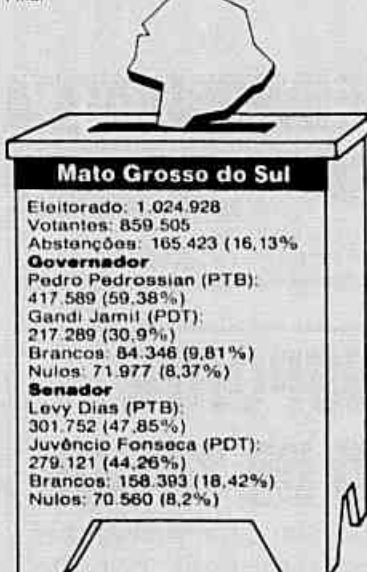 Mato Grosso do Sul
Eleitorado: 1.024.928
Votantes: 859.505
Abstenções: 165.423 (16,13%
Governador
Pedro Pedrossian (PTB):
417.589 (59,38%)
Gandi Jamil (PDT):
217.289 (30,9%)
Brancos: 84.346 (9,81%)
Nulos: 71.977 (8,37%)
Senador
Levy Dias (PTB):
301.752 (47,85%)
Juvêncio Fonseca (PDT):
279.121 (44,26%)
Brancos: 158.393 (18,42%)
Nulos: 70.560 (8,2%)